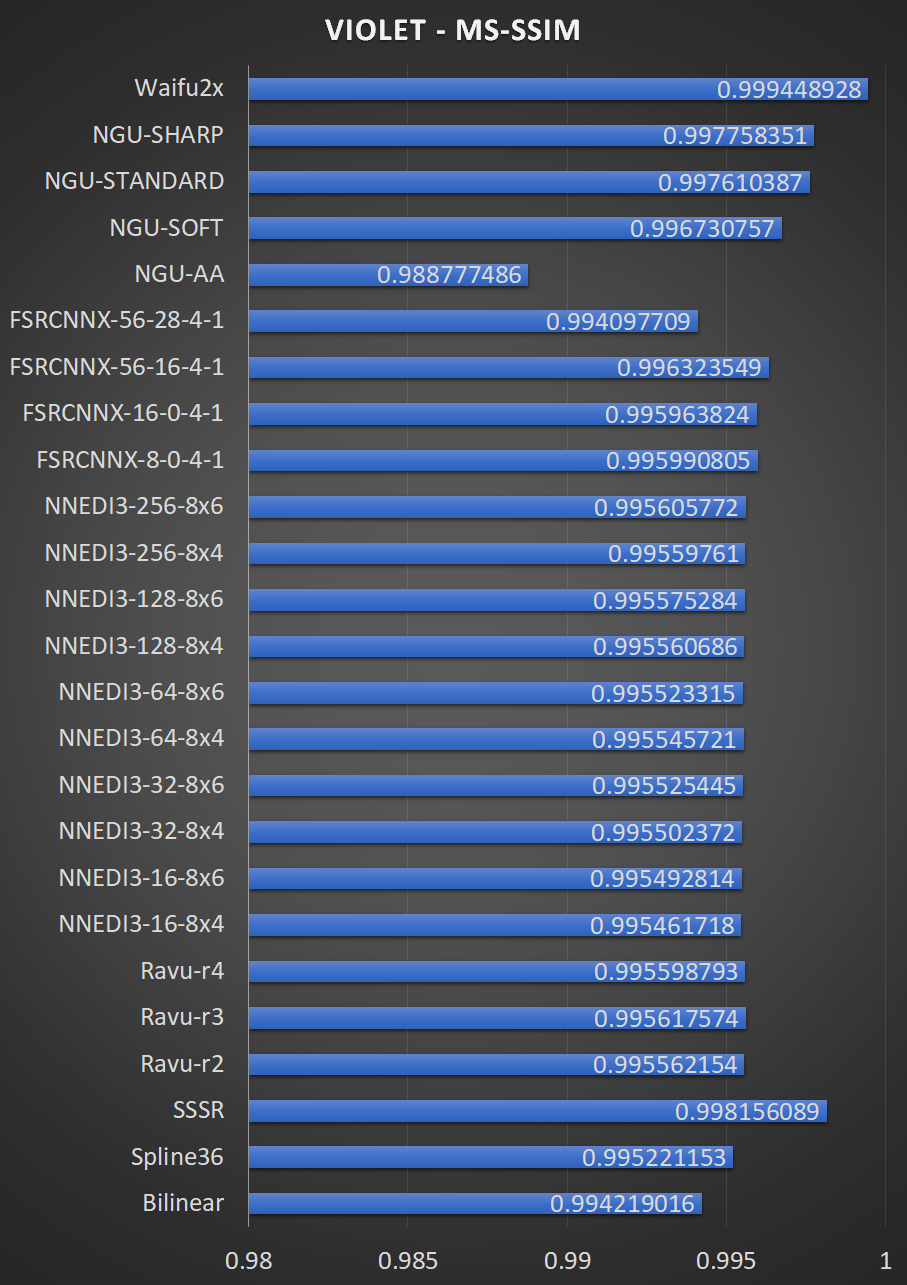 VIOLET - MS-SSIM
Waifu2x 0.999448928
NGU-SHARP 0.997758351
NGU-STANDARD 0.997610387
NGU-SOFT 0.996730757
NGU-AA 0.988777486
FSRCNNX-56-28-4-1 0.994097709
FSRCNNX-56-16-4-1 0.996323549
FSRCNNX-16-0-4-1 0.995963824
FSRCNNX-8-0-4-1 0.995990805
NNEDI3-256-8x6 0.995605772
NNEDI3-256-8x4 0.99559761
NNEDI3-128-8x6 0.995575284
NNEDI3-128-8x4 0.995560686
NNEDI3-64-8x6 0.995523315
NNEDI3-64-8x4 0.995545721
NNEDI3-32-8x6 0.995525445
NNEDI3-32-8x4 0.995502372
NNEDI3-16-8x6 0.995492814
NNEDI3-16-8x4 0.995461718
Ravu-r4 0.995598793
Ravu-r3 0.995617574
Ravu-r2 0.995562154
SSSR 0.998156089
Spline36 0.995221153
Bilinear 0.994219016
0.98 0.985 0.99 0.995 1